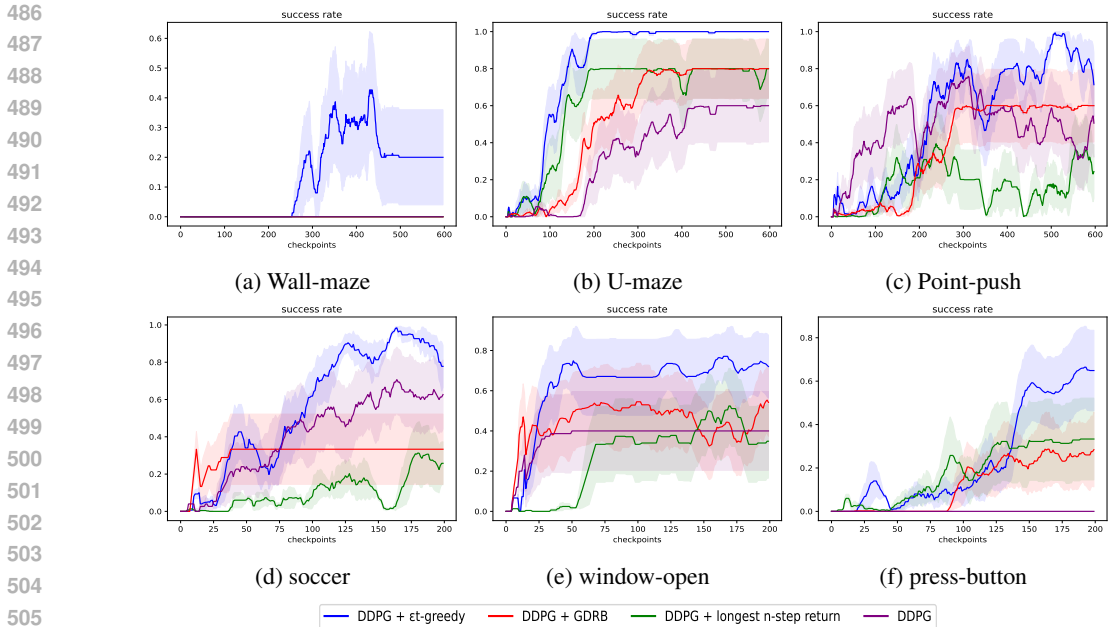 486
487
488
489
490
491
492
493
494
495
496
497
498
499
500
501
502
503
504
505
success rate
0.6
0.5
0.4
0.3
0.2
0.1
0.0
0 100 200 300 400 500 600
checkpoints
(a) Wall-maze
success rate
1.0
0.8
0.6
0.4
0.2
0.0
0 100 200 300 400 500 600
checkpoints
(b) U-maze
success rate
1.0
0.8
0.6
0.4
0.2
0.0
0 100 200 300 400 500 600
checkpoints
(c) Point-push
success rate
1.0
0.8
0.6
0.4
0.2
0.0
0 25 50 75 100 125 150 175 200
checkpoints
(d) soccer
success rate
0.8
0.6
0.4
0.2
0.0
0 25 50 75 100 125 150 175 200
checkpoints
(e) window-open
success rate
0.8
0.6
0.4
0.2
0.0
0 25 50 75 100 125 150 175 200
checkpoints
(f) press-button
DDPG + εt-greedy DDPG + GDRB DDPG + longest n-step return DDPG